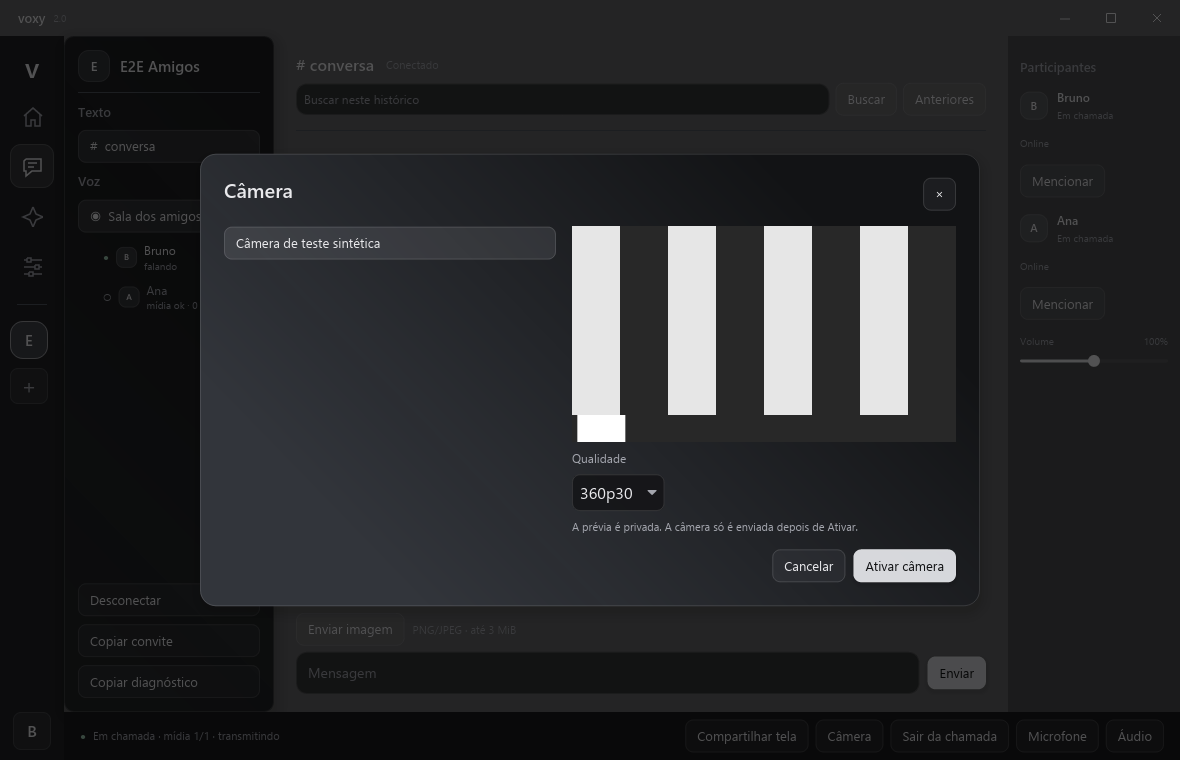 voxy 2.0
V
E E2E Amigos
Texto
# conversa
Voz
Sala dos amigos
B Bruno
falando
A Ana
mídia ok · 0
E
+
Desconectar
Copiar convite
Copiar diagnóstico
B
# conversa Conectado
Buscar neste histórico
Buscar
Anteriores
Câmera
×
Câmera de teste sintética
Qualidade
360p30
A prévia é privada. A câmera só é enviada depois de Ativar.
Cancelar
Ativar câmera
Enviar imagem PNG/JPEG · até 3 MiB
Mensagem
Enviar
Participantes
B Bruno
Em chamada
Online
Mencionar
A Ana
Em chamada
Online
Mencionar
Volume 100%
Em chamada · mídia 1/1 · transmitindo
Compartilhar tela
Câmera
Sair da chamada
Microfone
Áudio